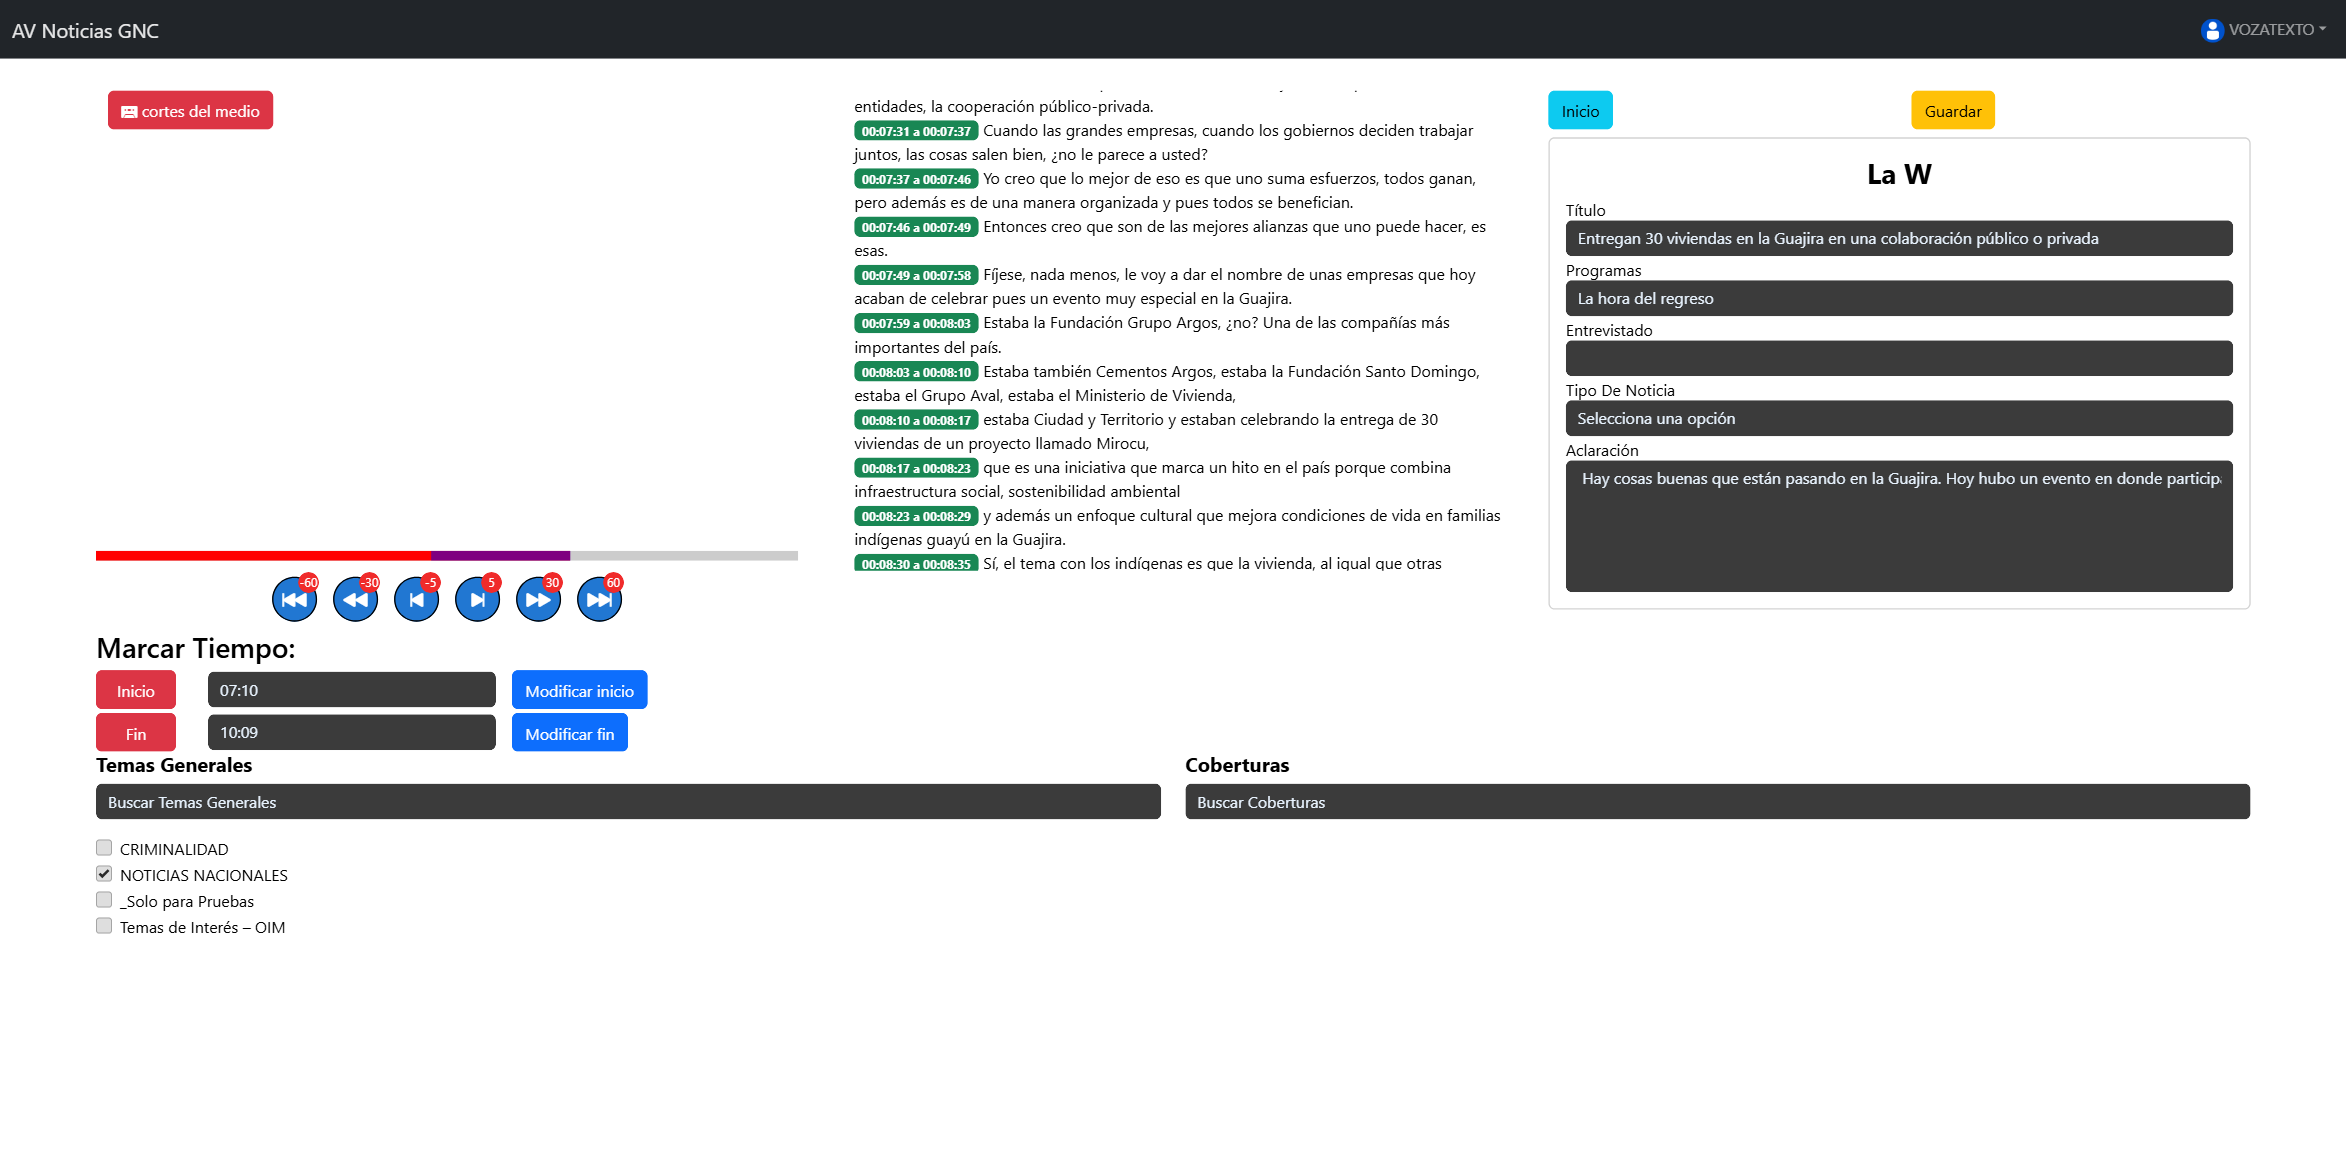 AV Noticias GNC
VOZATEXTO
cortes del medio
-60
-30
-5
5
30
60
Marcar Tiempo:
Inicio
07:10
Modificar inicio
Fin
10:09
Modificar fin
entidades, la cooperación público-privada.
00:07:31 a 00:07:37 Cuando las grandes empresas, cuando los gobiernos deciden trabajar
juntos, las cosas salen bien, ¿no le parece a usted?
00:07:37 a 00:07:46 Yo creo que lo mejor de eso es que uno suma esfuerzos, todos ganan,
pero además es de una manera organizada y pues todos se benefician.
00:07:46 a 00:07:49 Entonces creo que son de las mejores alianzas que uno puede hacer, es
esas.
00:07:49 a 00:07:58 Fíjese, nada menos, le voy a dar el nombre de unas empresas que hoy
acaban de celebrar pues un evento muy especial en la Guajira.
00:07:59 a 00:08:03 Estaba la Fundación Grupo Argos, ¿no? Una de las compañías más
importantes del país.
00:08:03 a 00:08:10 Estaba también Cementos Argos, estaba la Fundación Santo Domingo,
estaba el Grupo Aval, estaba el Ministerio de Vivienda,
00:08:10 a 00:08:17 estaba Ciudad y Territorio y estaban celebrando la entrega de 30
viviendas de un proyecto llamado Mirocu,
00:08:17 a 00:08:23 que es una iniciativa que marca un hito en el país porque combina
infraestructura social, sostenibilidad ambiental
00:08:23 a 00:08:29 y además un enfoque cultural que mejora condiciones de vida en familias
indígenas guayú en la Guajira.
00:08:30 a 00:08:35 Sí, el tema con los indígenas es que la vivienda, al igual que otras
Inicio
Guardar
La W
Título
Entregan 30 viviendas en la Guajira en una colaboración público o privada
Programas
La hora del regreso
Entrevistado
Tipo De Noticia
Selecciona una opción
Aclaración
Hay cosas buenas que están pasando en la Guajira. Hoy hubo un evento en donde particip
Temas Generales
Buscar Temas Generales
CRIMINALIDAD
NOTICIAS NACIONALES
_Solo para Pruebas
Temas de Interés – OIM
Coberturas
Buscar Coberturas